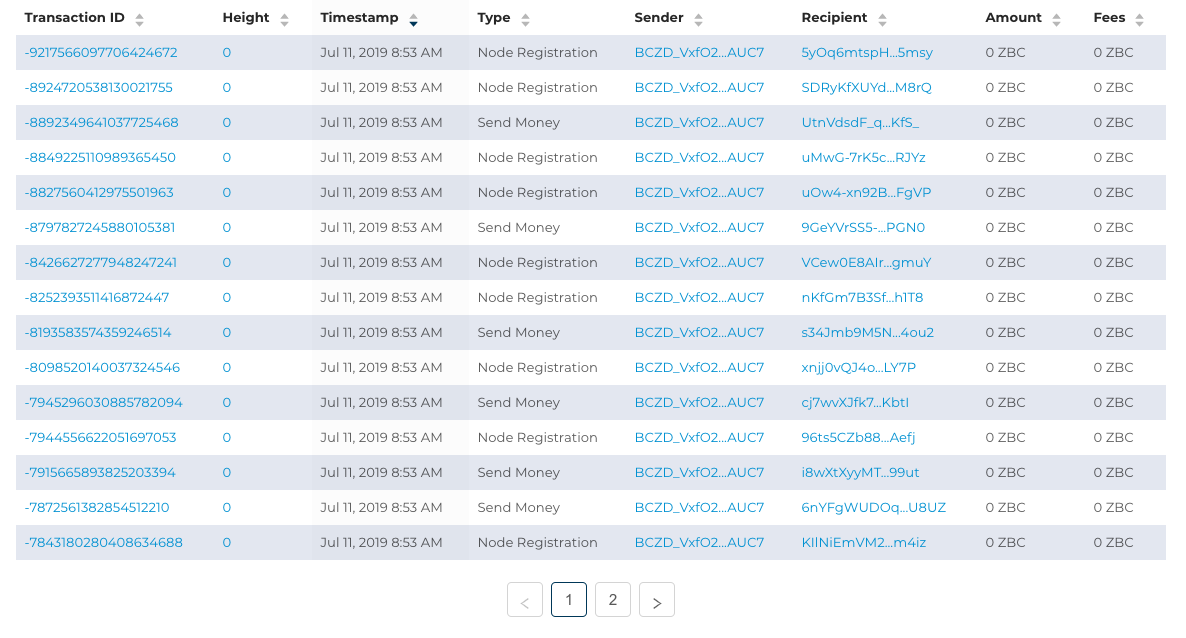 Transaction ID Height Timestamp Type Sender Recipient Amount Fees
-9217566097706424672 0 Jul 11, 2019 8:53 AM Node Registration BCZD_VxfO2...AUC7 5yOq6mtspH...5msy 0 ZBC 0 ZBC
-8924720538130021755 0 Jul 11, 2019 8:53 AM Node Registration BCZD_VxfO2...AUC7 SDRyKfXUYd...M8rQ 0 ZBC 0 ZBC
-8892349641037725468 0 Jul 11, 2019 8:53 AM Send Money BCZD_VxfO2...AUC7 UtnVdsdF_q...KfS_ 0 ZBC 0 ZBC
-8849225110989365450 0 Jul 11, 2019 8:53 AM Node Registration BCZD_VxfO2...AUC7 uMwG-7rK5c...RJYz 0 ZBC 0 ZBC
-8827560412975501963 0 Jul 11, 2019 8:53 AM Node Registration BCZD_VxfO2...AUC7 uOw4-xn92B...FgVP 0 ZBC 0 ZBC
-8797827245880105381 0 Jul 11, 2019 8:53 AM Send Money BCZD_VxfO2...AUC7 9GeYVrSS5-...PGN0 0 ZBC 0 ZBC
-8426627277948247241 0 Jul 11, 2019 8:53 AM Node Registration BCZD_VxfO2...AUC7 VCew0E8AIr...gmuY 0 ZBC 0 ZBC
-8252393511416872447 0 Jul 11, 2019 8:53 AM Node Registration BCZD_VxfO2...AUC7 nKfGm7B3Sf...h1T8 0 ZBC 0 ZBC
-8193583574359246514 0 Jul 11, 2019 8:53 AM Send Money BCZD_VxfO2...AUC7 s34Jmb9M5N...4ou2 0 ZBC 0 ZBC
-8098520140037324546 0 Jul 11, 2019 8:53 AM Node Registration BCZD_VxfO2...AUC7 xnjj0vQJ4o...LY7P 0 ZBC 0 ZBC
-7945296030885782094 0 Jul 11, 2019 8:53 AM Send Money BCZD_VxfO2...AUC7 cj7wvXJfk7...KbtI 0 ZBC 0 ZBC
-7944556622051697053 0 Jul 11, 2019 8:53 AM Node Registration BCZD_VxfO2...AUC7 96ts5CZb88...Aefj 0 ZBC 0 ZBC
-7915665893825203394 0 Jul 11, 2019 8:53 AM Send Money BCZD_VxfO2...AUC7 i8wXtXyyMT...99ut 0 ZBC 0 ZBC
-7872561382854512210 0 Jul 11, 2019 8:53 AM Send Money BCZD_VxfO2...AUC7 6nYFgWUDOq...U8UZ 0 ZBC 0 ZBC
-7843180280408634688 0 Jul 11, 2019 8:53 AM Node Registration BCZD_VxfO2...AUC7 KIlNiEmVM2...m4iz 0 ZBC 0 ZBC
< 1 2 >